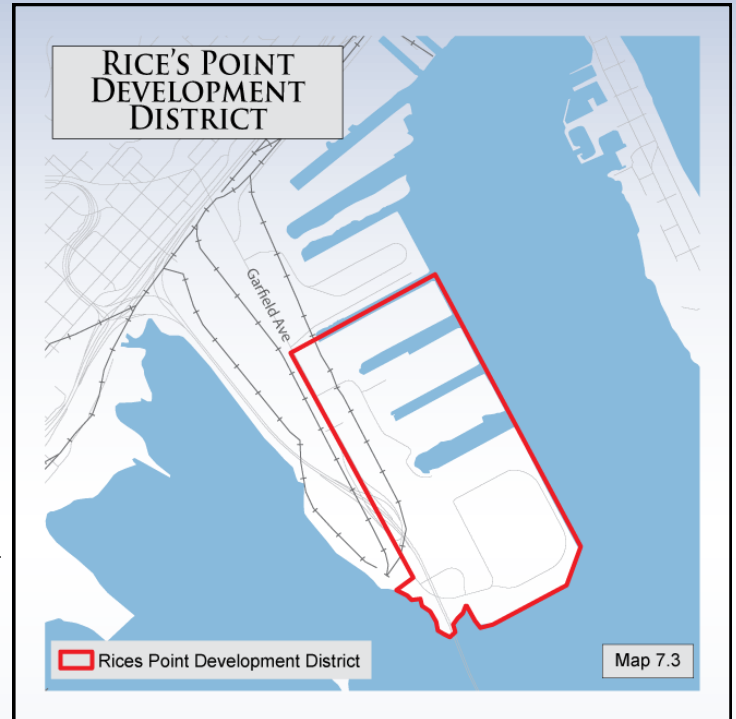 RICE'S POINT
DEVELOPMENT
DISTRICT
Garfield Ave
Rices Point Development District
Map 7.3